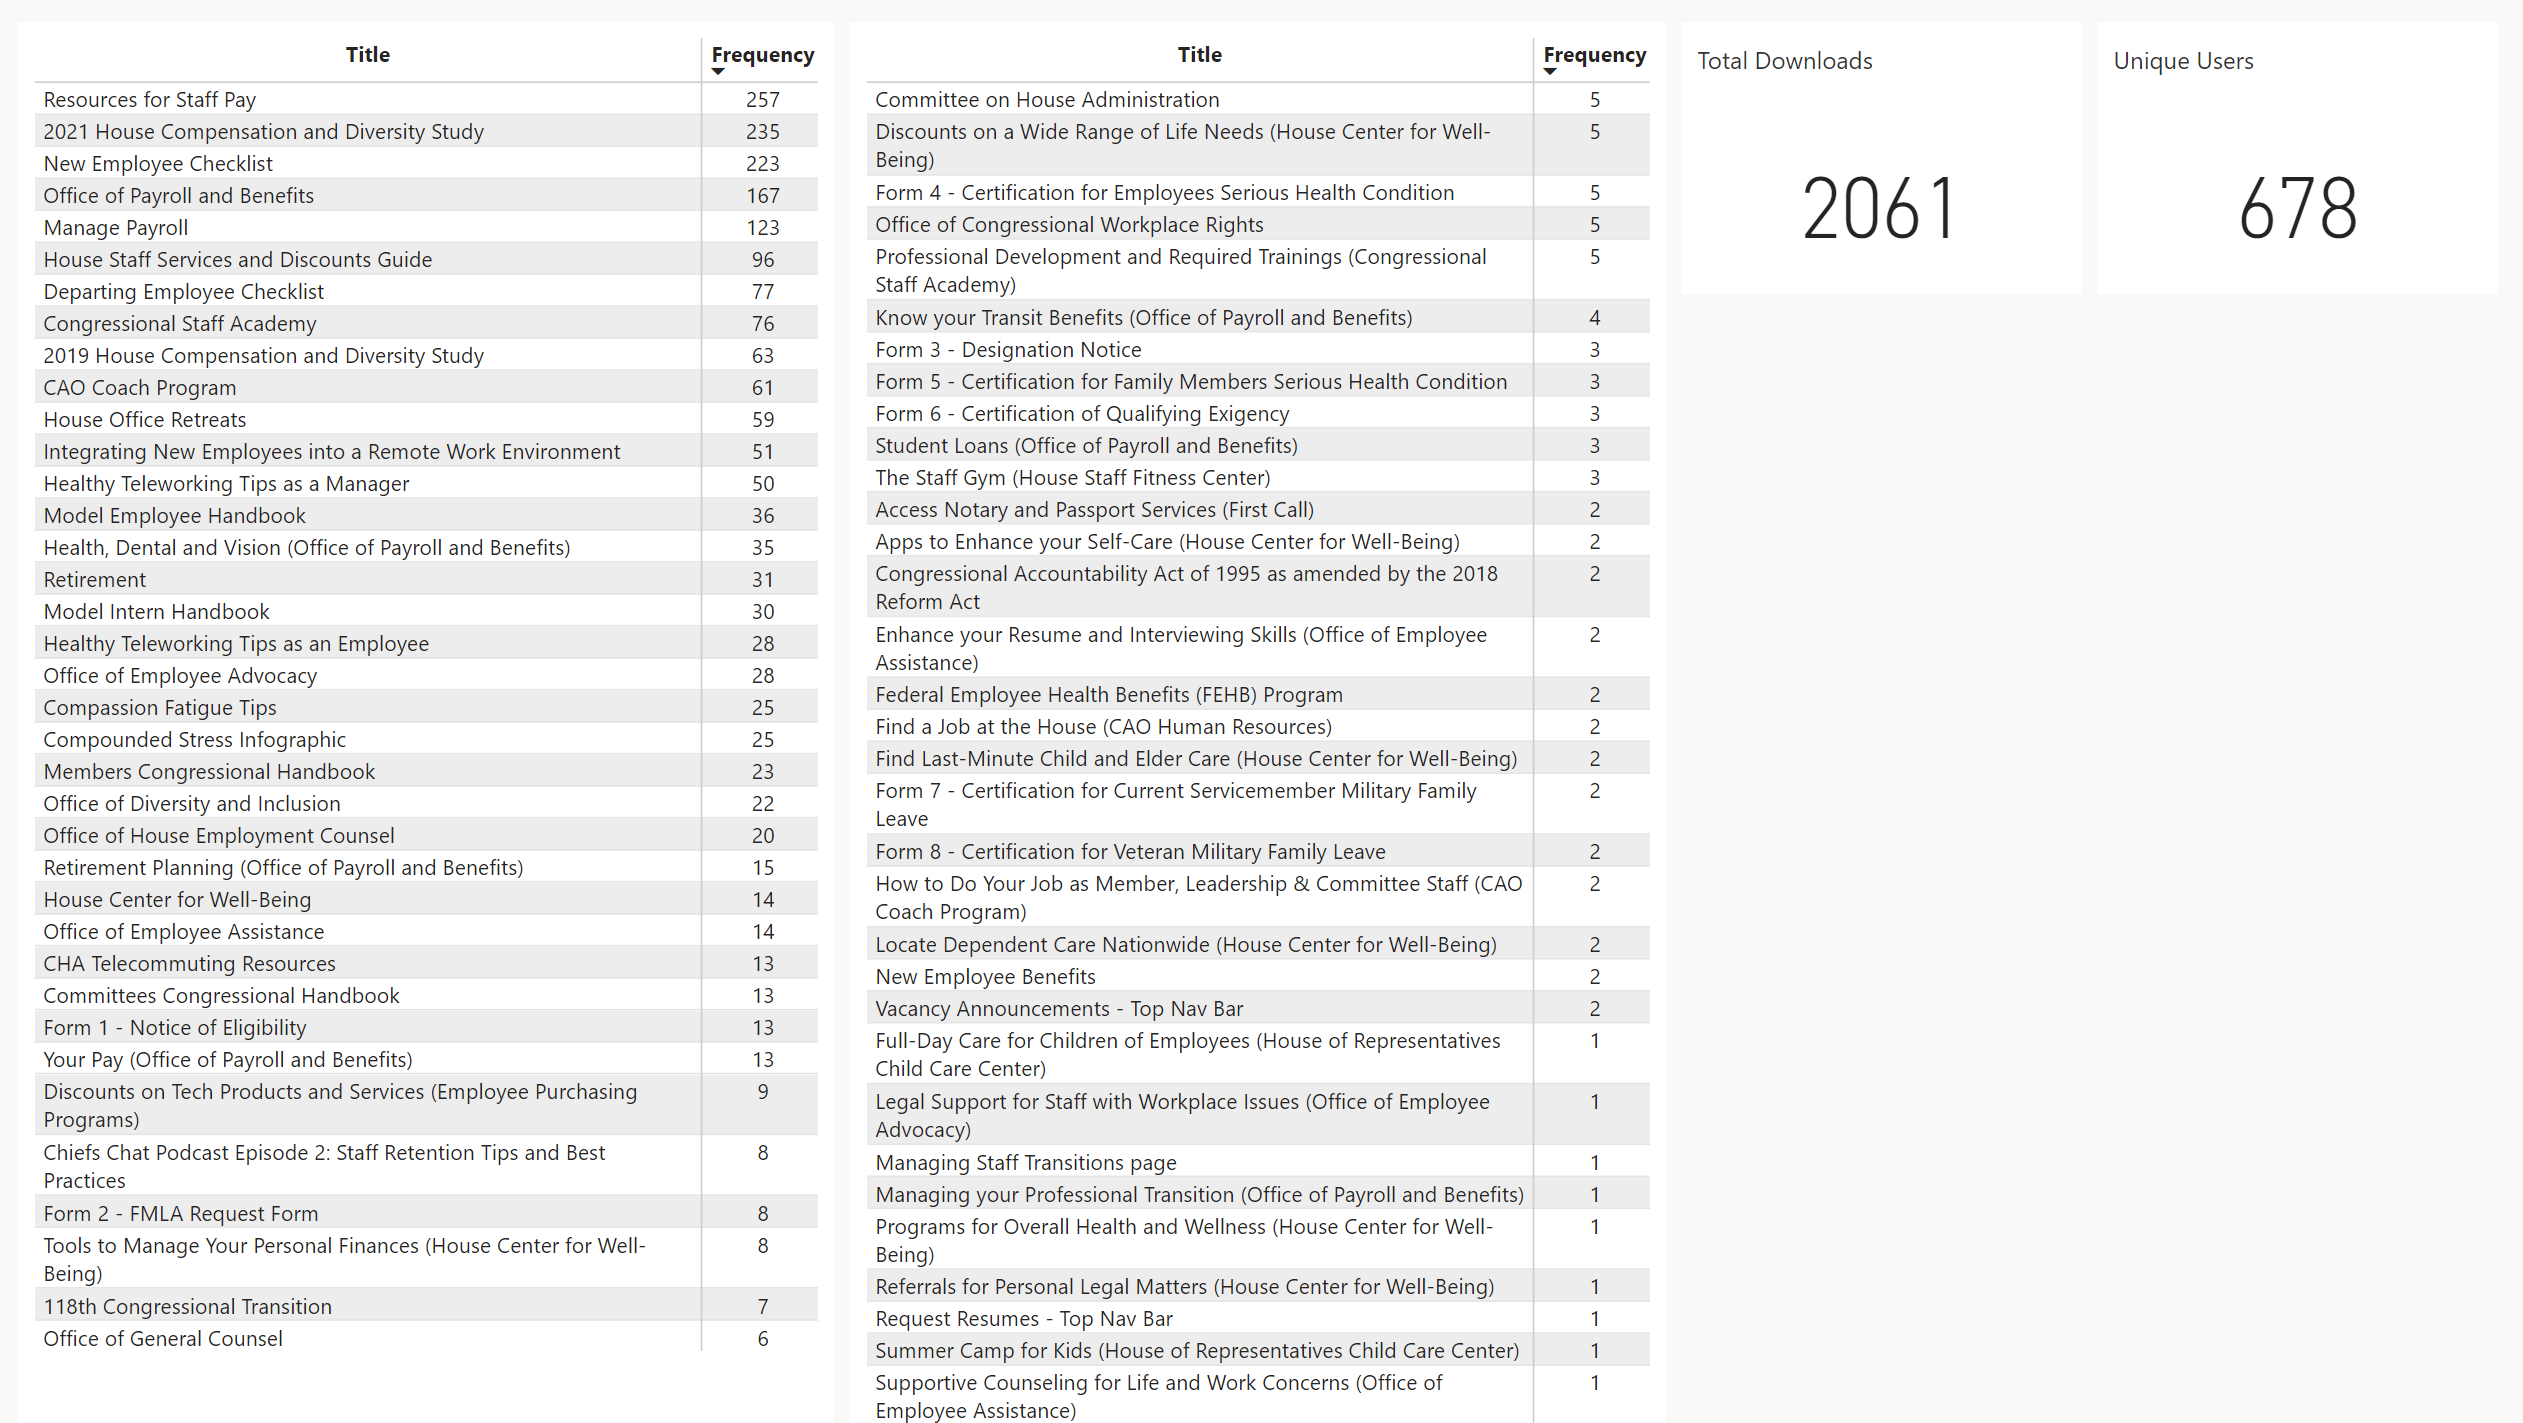 Title Frequency
Resources for Staff Pay 257
2021 House Compensation and Diversity Study 235
New Employee Checklist 223
Office of Payroll and Benefits 167
Manage Payroll 123
House Staff Services and Discounts Guide 96
Departing Employee Checklist 77
Congressional Staff Academy 76
2019 House Compensation and Diversity Study 63
CAO Coach Program 61
House Office Retreats 59
Integrating New Employees into a Remote Work Environment 51
Healthy Teleworking Tips as a Manager 50
Model Employee Handbook 36
Health, Dental and Vision (Office of Payroll and Benefits) 35
Retirement 31
Model Intern Handbook 30
Healthy Teleworking Tips as an Employee 28
Office of Employee Advocacy 28
Compassion Fatigue Tips 25
Compounded Stress Infographic 25
Members Congressional Handbook 23
Office of Diversity and Inclusion 22
Office of House Employment Counsel 20
Retirement Planning (Office of Payroll and Benefits) 15
House Center for Well-Being 14
Office of Employee Assistance 14
CHA Telecommuting Resources 13
Committees Congressional Handbook 13
Form 1 - Notice of Eligibility 13
Your Pay (Office of Payroll and Benefits) 13
Discounts on Tech Products and Services (Employee Purchasing 9
Programs)
Chiefs Chat Podcast Episode 2: Staff Retention Tips and Best 8
Practices
Form 2 - FMLA Request Form 8
Tools to Manage Your Personal Finances (House Center for Well- 8
Being)
118th Congressional Transition 7
Office of General Counsel 6
Title Frequency
Committee on House Administration 5
Discounts on a Wide Range of Life Needs (House Center for Well- 5
Being)
Form 4 - Certification for Employees Serious Health Condition 5
Office of Congressional Workplace Rights 5
Professional Development and Required Trainings (Congressional 5
Staff Academy)
Know your Transit Benefits (Office of Payroll and Benefits) 4
Form 3 - Designation Notice 3
Form 5 - Certification for Family Members Serious Health Condition 3
Form 6 - Certification of Qualifying Exigency 3
Student Loans (Office of Payroll and Benefits) 3
The Staff Gym (House Staff Fitness Center) 3
Access Notary and Passport Services (First Call) 2
Apps to Enhance your Self-Care (House Center for Well-Being) 2
Congressional Accountability Act of 1995 as amended by the 2018 2
Reform Act
Enhance your Resume and Interviewing Skills (Office of Employee 2
Assistance)
Federal Employee Health Benefits (FEHB) Program 2
Find a Job at the House (CAO Human Resources) 2
Find Last-Minute Child and Elder Care (House Center for Well-Being) 2
Form 7 - Certification for Current Servicemember Military Family 2
Leave
Form 8 - Certification for Veteran Military Family Leave 2
How to Do Your Job as Member, Leadership & Committee Staff (CAO 2
Coach Program)
Locate Dependent Care Nationwide (House Center for Well-Being) 2
New Employee Benefits 2
Vacancy Announcements - Top Nav Bar 2
Full-Day Care for Children of Employees (House of Representatives 1
Child Care Center)
Legal Support for Staff with Workplace Issues (Office of Employee 1
Advocacy)
Managing Staff Transitions page 1
Managing your Professional Transition (Office of Payroll and Benefits) 1
Programs for Overall Health and Wellness (House Center for Well- 1
Being)
Referrals for Personal Legal Matters (House Center for Well-Being) 1
Request Resumes - Top Nav Bar 1
Summer Camp for Kids (House of Representatives Child Care Center) 1
Supportive Counseling for Life and Work Concerns (Office of 1
Employee Assistance)
Total Downloads
2061
Unique Users
678